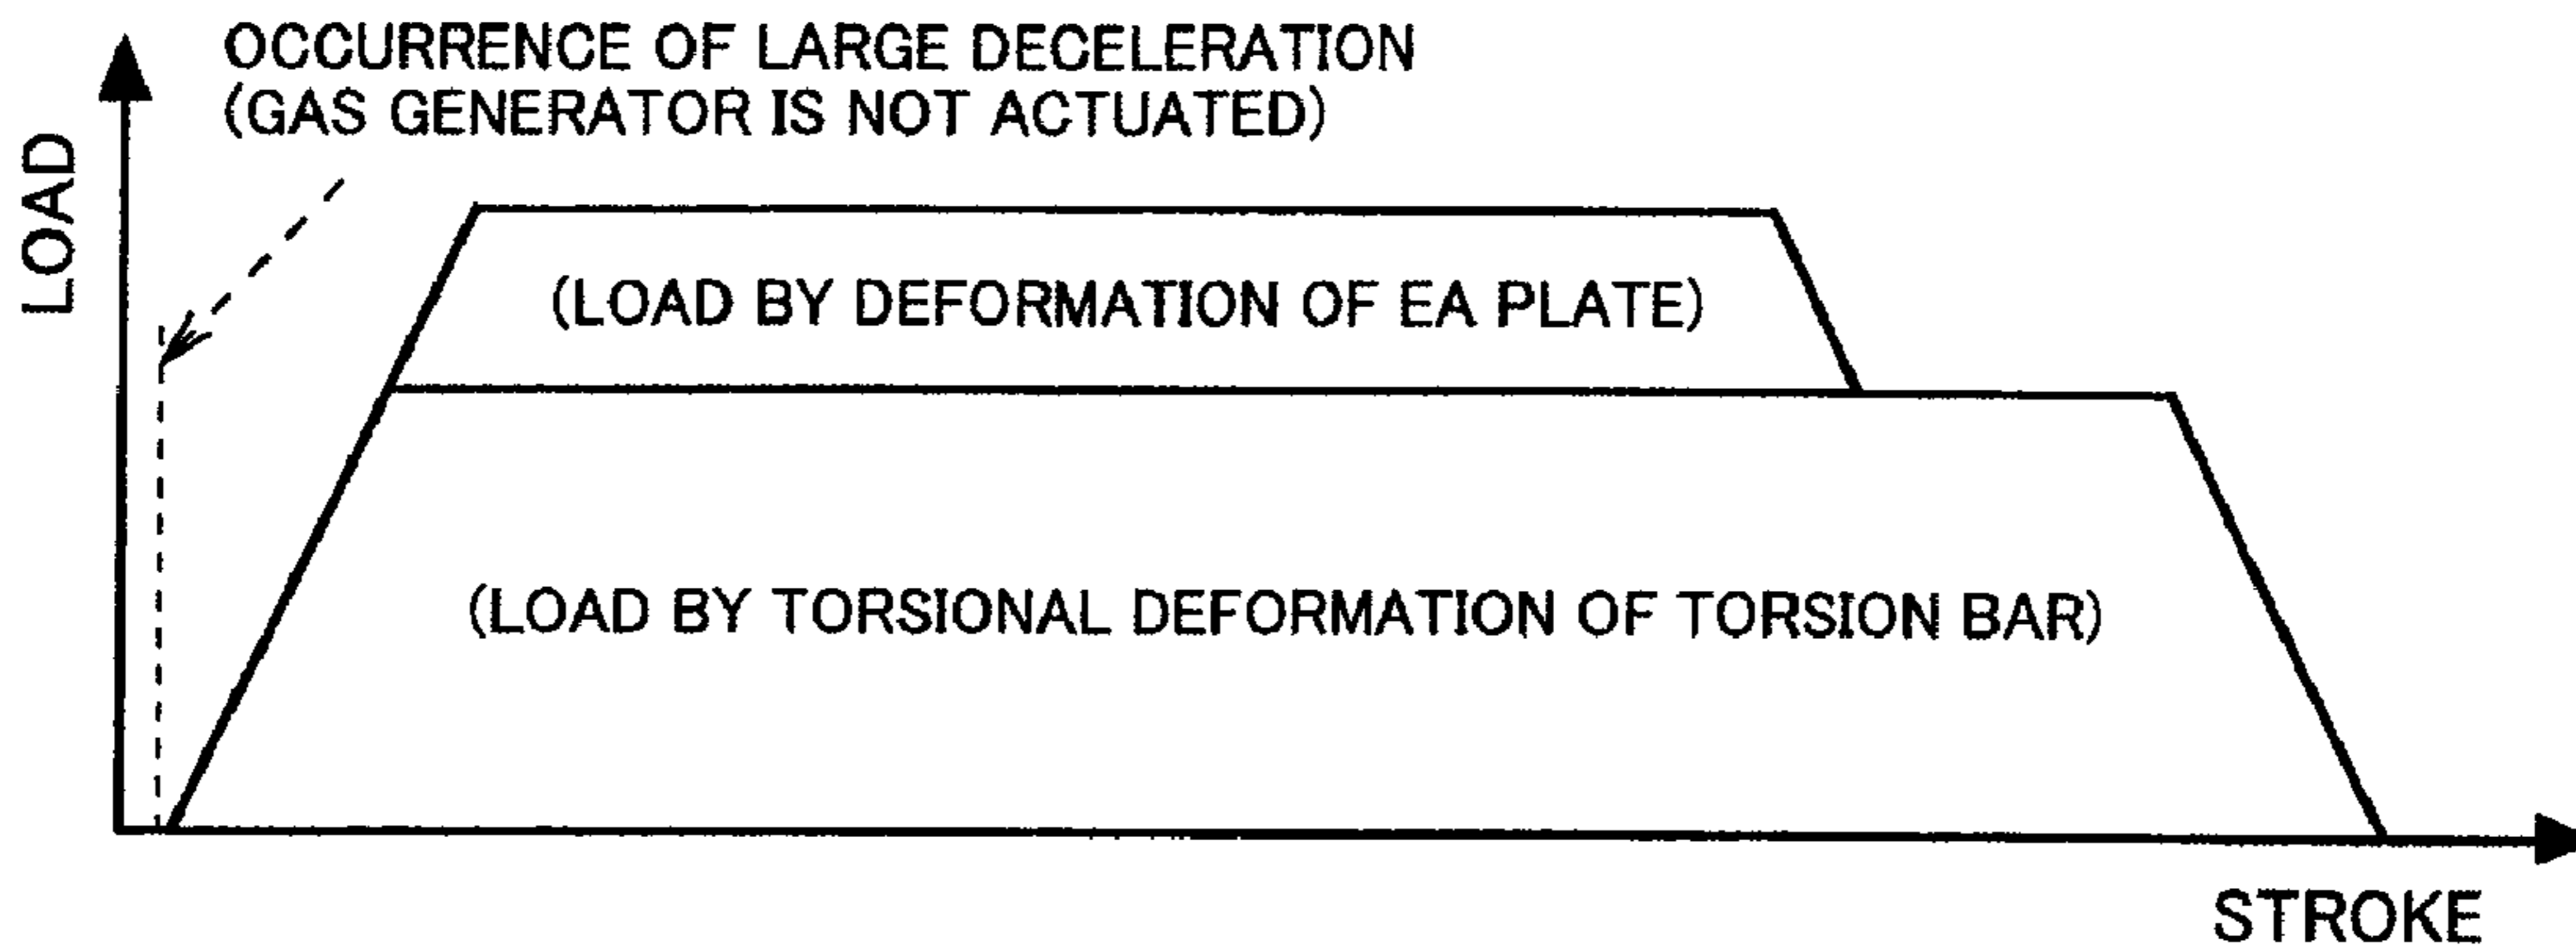 OCCURRENCE OF LARGE DECELERATION
(GAS GENERATOR IS NOT ACTUATED)
LOAD
(LOAD BY DEFORMATION OF EA PLATE)
(LOAD BY TORSIONAL DEFORMATION OF TORSION BAR)
STROKE